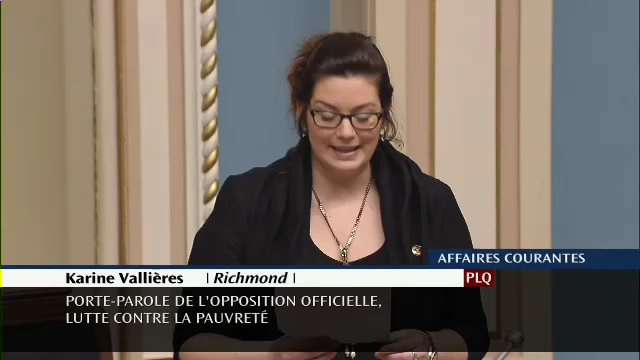 AFFAIRES COURANTES
Karine Vallières | Richmond | PLQ
PORTE-PAROLE DE L'OPPOSITION OFFICIELLE,
LUTTE CONTRE LA PAUVRETÉ